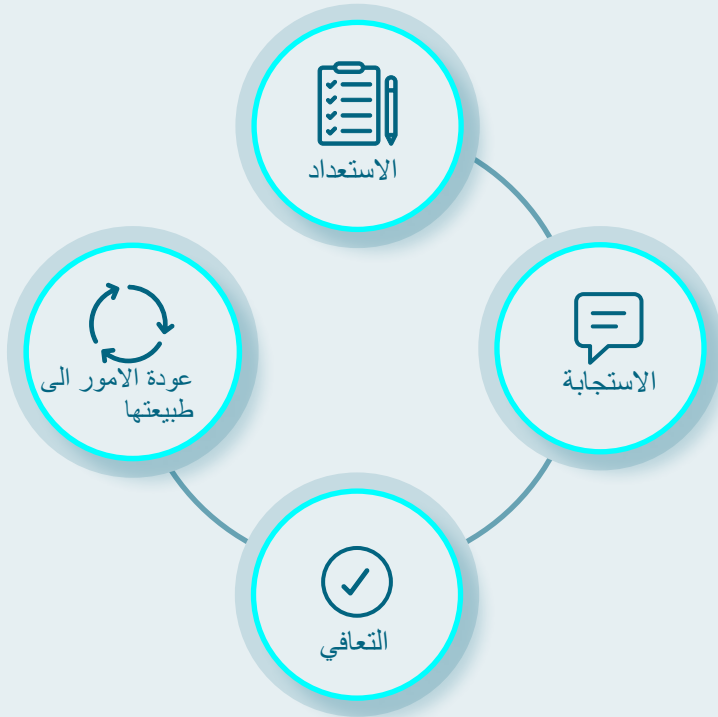 الاستعداد
الاستجابة
التعافي
عودة الامور الى
طبيعتها